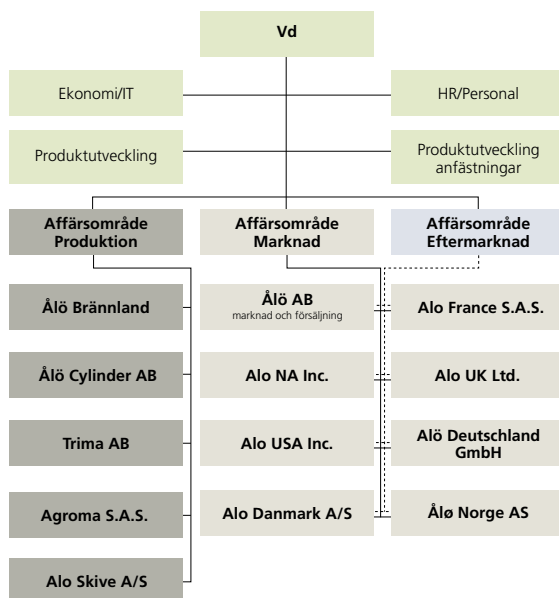 Vd
Ekonomi/IT
HR/Personal
Produktutveckling
Produktutveckling
anfästningar
Affärsområde
Produktion
Affärsområde
Marknad
Affärsområde
Eftermarknad
Ålö Brännland
Ålö AB
marknad och försäljning
Alo France S.A.S.
Ålö Cylinder AB
Alo NA Inc.
Alo UK Ltd.
Trima AB
Alo USA Inc.
Alö Deutschland
GmbH
Agroma S.A.S.
Alo Danmark A/S
Ålø Norge AS
Alo Skive A/S